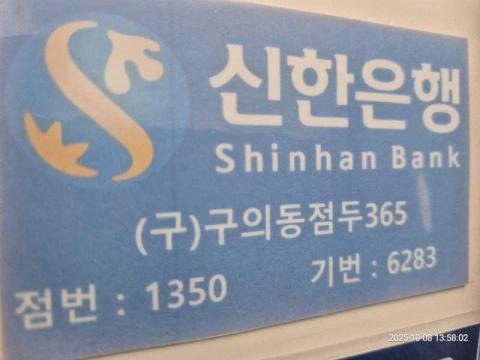 신한은행
Shinhan Bank
(구)구의동점두365
점번 : 1350 기번 : 6283
2025-10-08 13:58:02